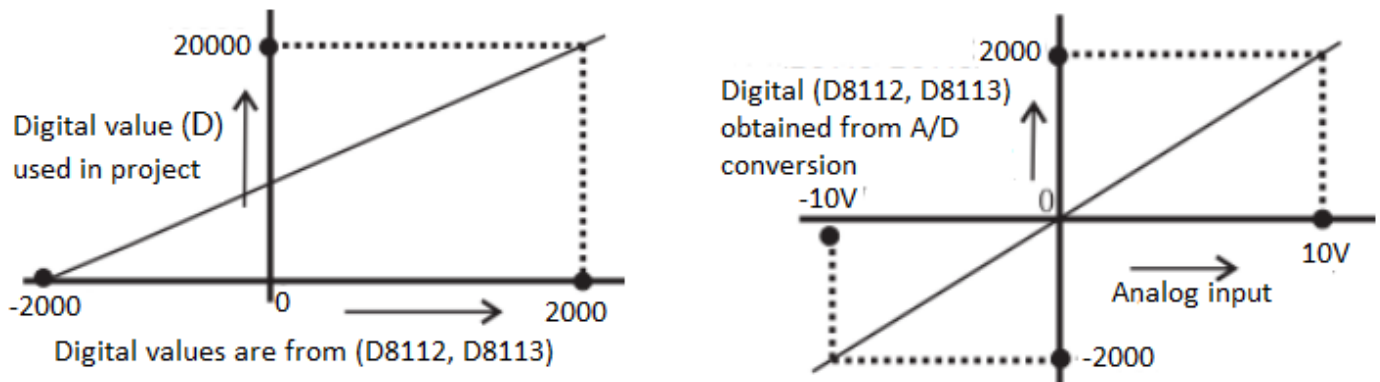 20000
Digital value (D)
used in project
-2000
0
2000
Digital values are from (D8112, D8113)
2000
Digital (D8112, D8113)
obtained from A/D
conversion
-10V
0
10V
Analog input
-2000